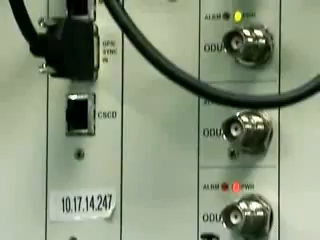 ALRM PWR
GPS
SYNC
IN
ODU
CSCD
ODU
10.17.14.247
ALRM PWR
ODU